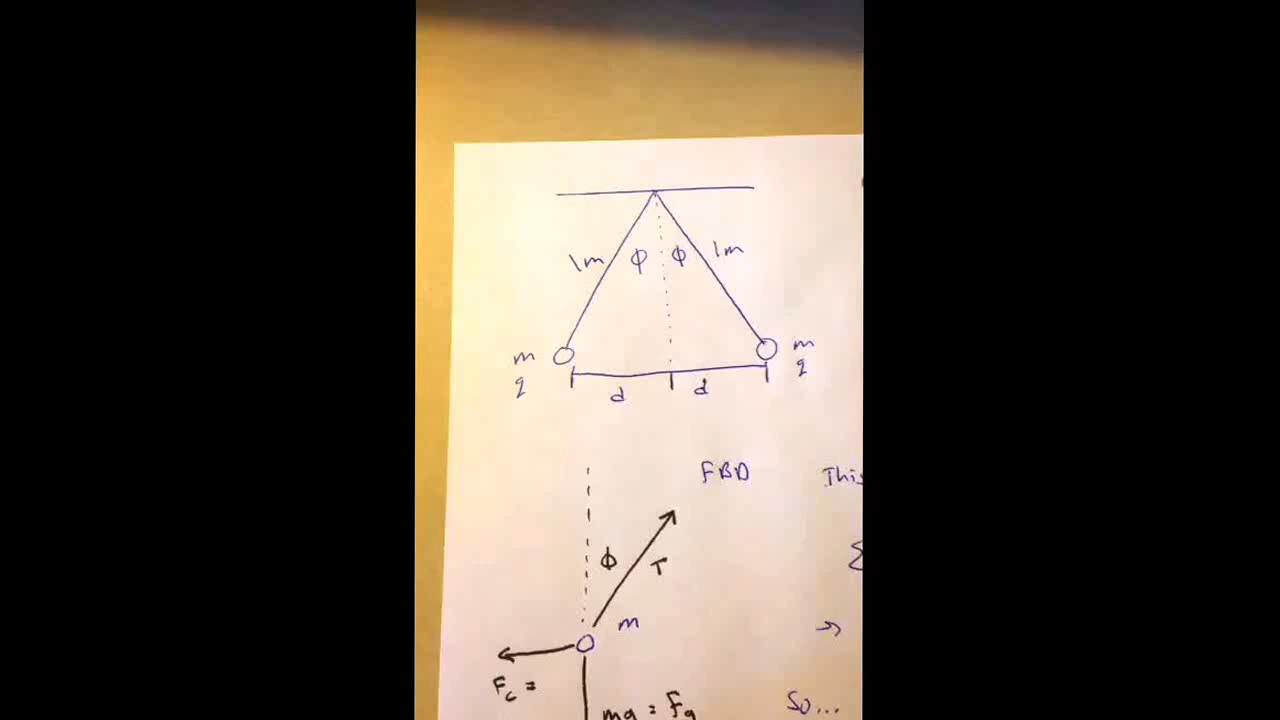 1m φ φ 1m
m m
q q
d d
FBD This
φ T
Σ
m →
F_c =
mg = F_g So...